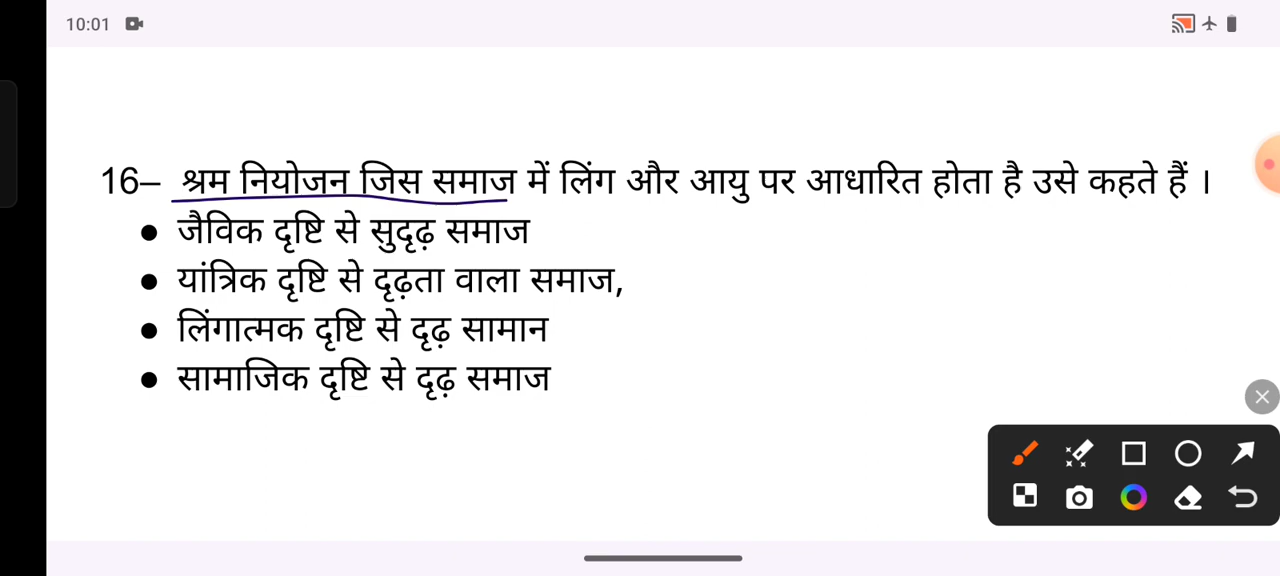 10:01
16– श्रम नियोजन जिस समाज में लिंग और आयु पर आधारित होता है उसे कहते हैं ।
● जैविक दृष्टि से सुदृढ़ समाज
● यांत्रिक दृष्टि से दृढ़ता वाला समाज,
● लिंगात्मक दृष्टि से दृढ़ सामान
● सामाजिक दृष्टि से दृढ़ समाज